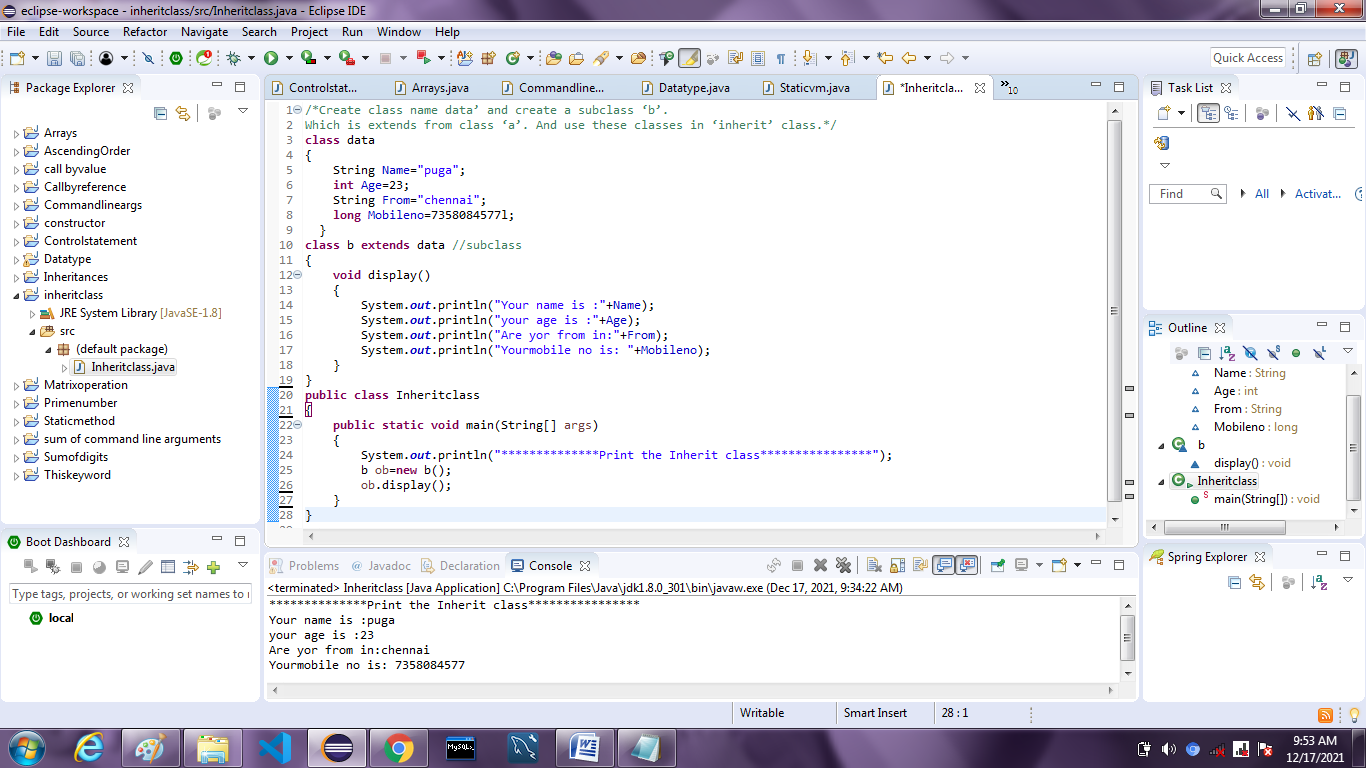 eclipse-workspace - inheritclass/src/Inheritclass.java - Eclipse IDE
File Edit Source Refactor Navigate Search Project Run Window Help
Quick Access
Package Explorer
Arrays
AscendingOrder
call byvalue
Callbyreference
Commandlineargs
constructor
Controlstatement
Datatype
Inheritances
inheritclass
JRE System Library [JavaSE-1.8]
src
(default package)
Inheritclass.java
Matrixoperation
Primenumber
Staticmethod
sum of command line arguments
Sumofdigits
Thiskeyword
Boot Dashboard
Type tags, projects, or working set names to
local
Controlstat... Arrays.java Commandline... Datatype.java Staticvm.java *Inheritcla... »10
1 /*Create class name data’ and create a subclass ‘b’.
2 Which is extends from class ‘a’. And use these classes in ‘inherit’ class.*/
3 class data
4 {
5 String Name="puga";
6 int Age=23;
7 String From="chennai";
8 long Mobileno=7358084577l;
9 }
10 class b extends data //subclass
11 {
12 void display()
13 {
14 System.out.println("Your name is :"+Name);
15 System.out.println("your age is :"+Age);
16 System.out.println("Are yor from in:"+From);
17 System.out.println("Yourmobile no is: "+Mobileno);
18 }
19 }
20 public class Inheritclass
21 {
22 public static void main(String[] args)
23 {
24 System.out.println("**************Print the Inherit class****************");
25 b ob=new b();
26 ob.display();
27 }
28 }
Problems Javadoc Declaration Console
<terminated> Inheritclass [Java Application] C:\Program Files\Java\jdk1.8.0_301\bin\javaw.exe (Dec 17, 2021, 9:34:22 AM)
**************Print the Inherit class****************
Your name is :puga
your age is :23
Are yor from in:chennai
Yourmobile no is: 7358084577
Task List
Find All Activat...
Outline
Name : String
Age : int
From : String
Mobileno : long
b
display() : void
Inheritclass
main(String[]) : void
Spring Explorer
Writable Smart Insert 28 : 1
MySQL
9:53 AM
12/17/2021